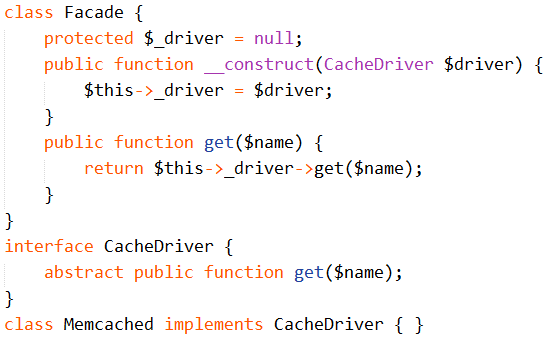 class Facade {
    protected $_driver = null;
    public function __construct(CacheDriver $driver) {
        $this->_driver = $driver;
    }
    public function get($name) {
        return $this->_driver->get($name);
    }
}
interface CacheDriver {
    abstract public function get($name);
}
class Memcached implements CacheDriver { }